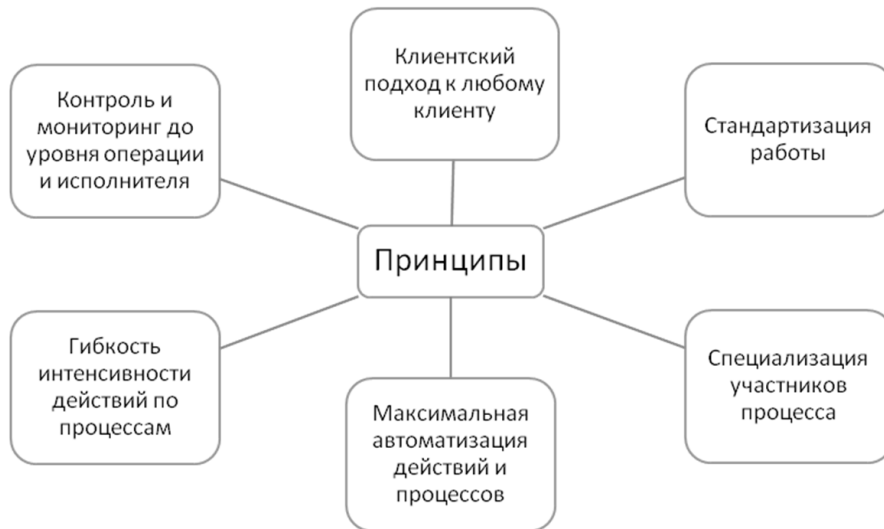 Клиентский
подход к любому
клиенту
Контроль и
мониторинг до
уровня операции
и исполнителя
Стандартизация
работы
Принципы
Гибкость
интенсивности
действий по
процессам
Максимальная
автоматизация
действий и
процессов
Специализация
участников
процесса